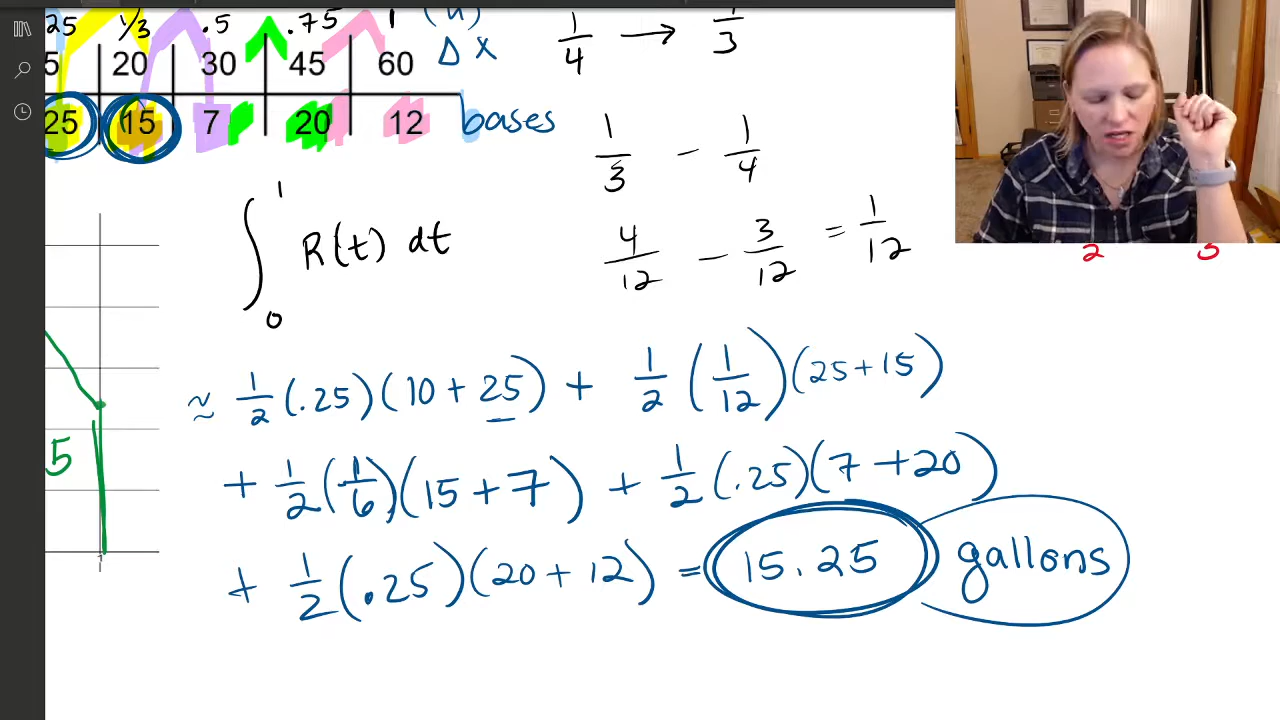 25 1/3 .5 .75 1 (h)
5 20 30 45 60 Δx
25 15 7 20 12 bases
1/4 → 1/3
1/3 - 1/4
4/12 - 3/12 = 1/12
∫₀¹ R(t) dt
2 3
≈ 1/2 (.25)(10 + 25) + 1/2 (1/12)(25+15)
+ 1/2 (1/6)(15 + 7) + 1/2 (.25)(7 + 20)
+ 1/2 (.25)(20 + 12) = 15.25 gallons
5
1